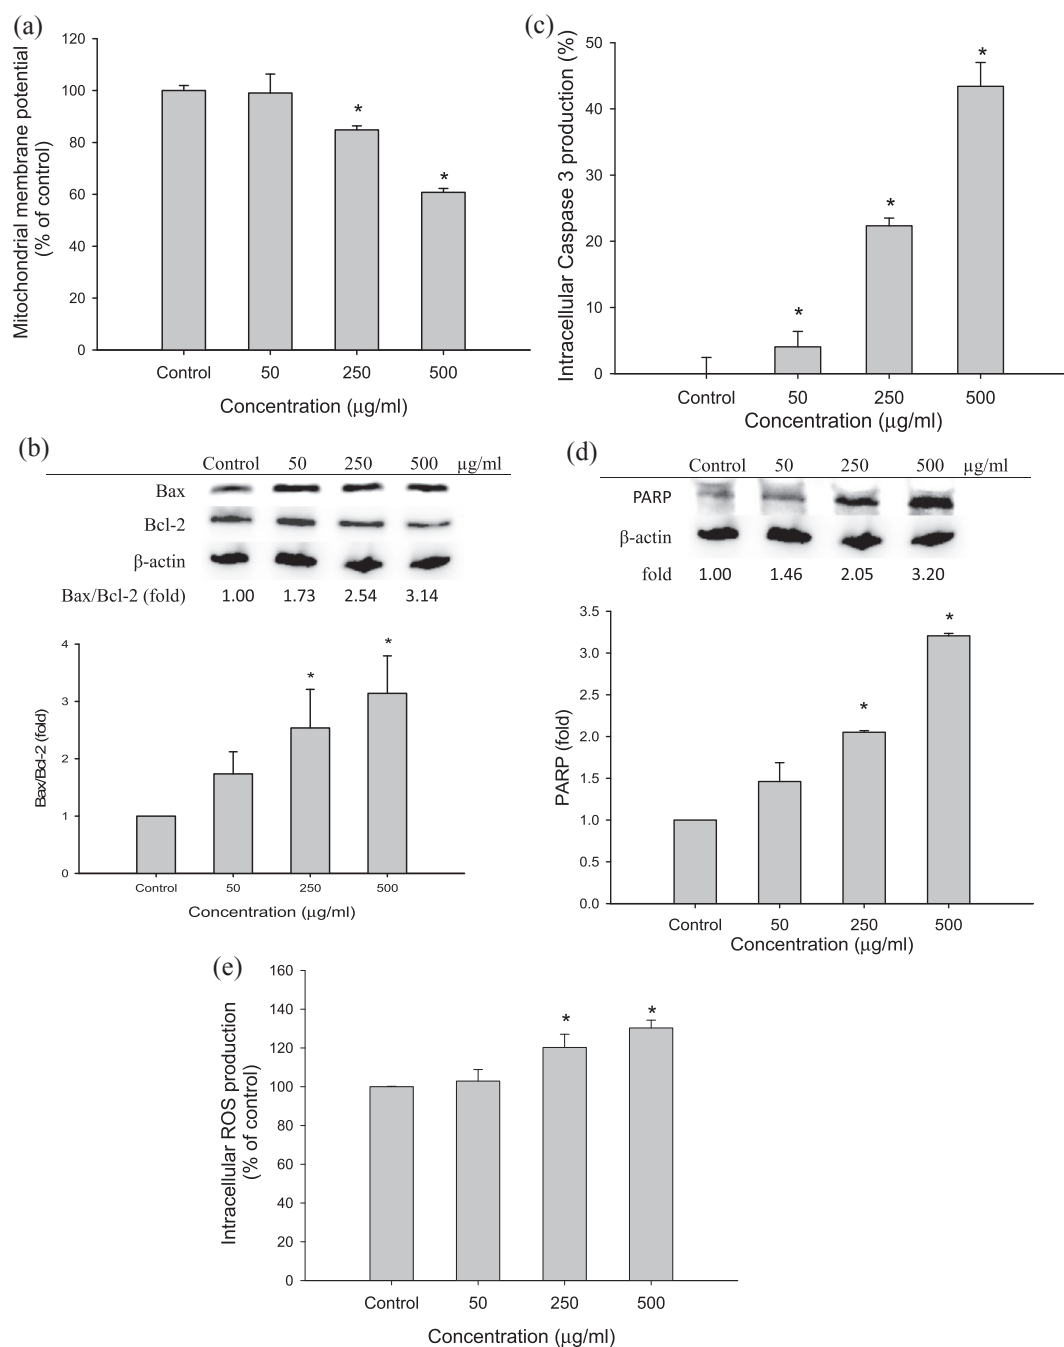 (a)
Mitochondrial membrane potential
(% of control)
120
100
80
60
40
20
0
*
*
Control 50 250 500
Concentration (μg/ml)
(c)
Intracellular Caspase 3 production (%)
50
40
30
20
10
0
*
*
*
Control 50 250 500
Concentration (μg/ml)
(b)
Control 50 250 500 μg/ml
Bax
Bcl-2
β-actin
Bax/Bcl-2 (fold) 1.00 1.73 2.54 3.14
Bax/Bcl-2 (fold)
4
3
2
1
0
*
*
Control 50 250 500
Concentration (μg/ml)
(d)
Control 50 250 500 μg/ml
PARP
β-actin
fold 1.00 1.46 2.05 3.20
PARP (fold)
3.5
3.0
2.5
2.0
1.5
1.0
0.5
0.0
*
*
Control 50 250 500
Concentration (μg/ml)
(e)
Intracellular ROS production
(% of control)
160
140
120
100
80
60
40
20
0
*
*
Control 50 250 500
Concentration (μg/ml)